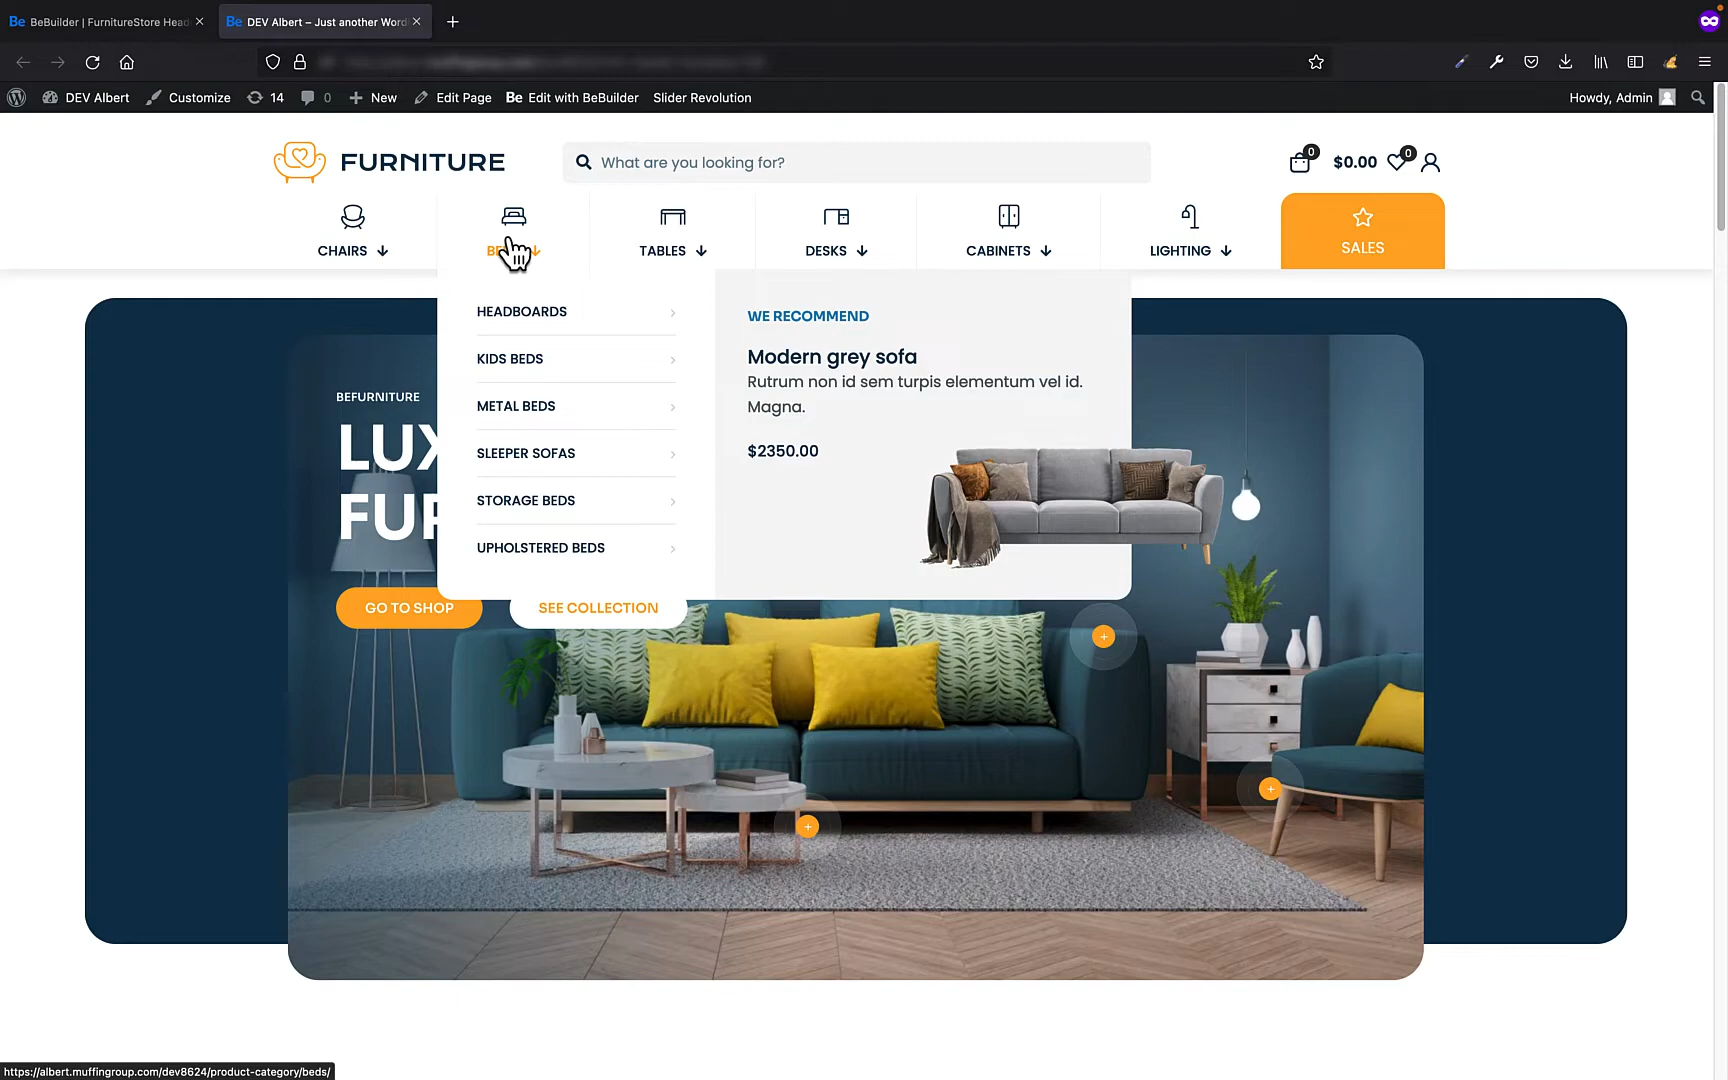 Be BeBuilder | FurnitureStore Head
Be DEV Albert – Just another Word
DEV Albert Customize 14 0 New Edit Page Be Edit with BeBuilder Slider Revolution Howdy, Admin
FURNITURE
What are you looking for?
0 $0.00 0
CHAIRS
TABLES
DESKS
CABINETS
LIGHTING
SALES
HEADBOARDS
KIDS BEDS
METAL BEDS
SLEEPER SOFAS
STORAGE BEDS
UPHOLSTERED BEDS
WE RECOMMEND
Modern grey sofa
Rutrum non id sem turpis elementum vel id.
Magna.
$2350.00
BEFURNITURE
GO TO SHOP
SEE COLLECTION
https://albert.muffingroup.com/dev8624/product-category/beds/